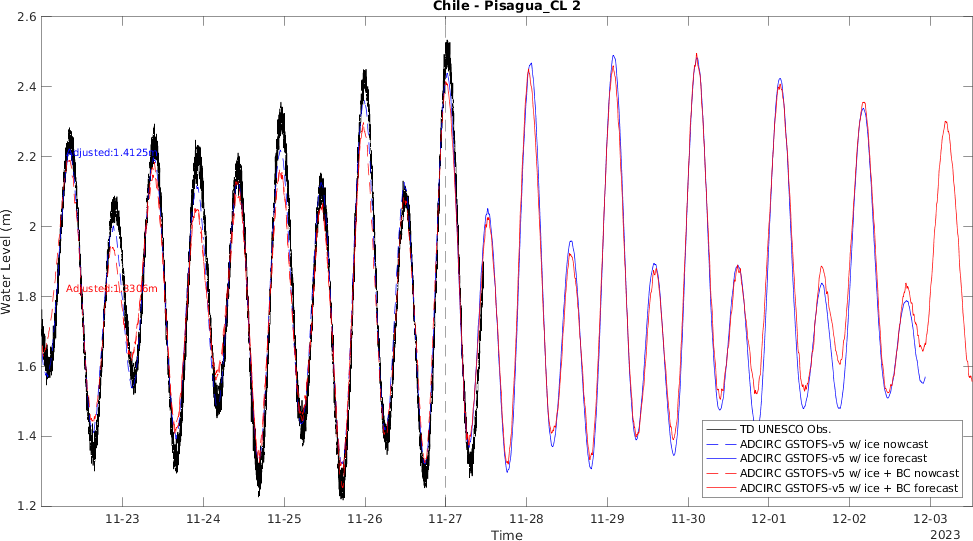 Chile - Pisagua_CL 2
2.6
2.4
2.2
2
1.8
1.6
1.4
1.2
Water Level (m)
Adjusted:1.4125m
Adjusted:1.3306m
TD UNESCO Obs.
ADCIRC GSTOFS-v5 w/ ice nowcast
ADCIRC GSTOFS-v5 w/ ice forecast
ADCIRC GSTOFS-v5 w/ ice + BC nowcast
ADCIRC GSTOFS-v5 w/ ice + BC forecast
11-23 11-24 11-25 11-26 11-27 11-28 11-29 11-30 12-01 12-02 12-03
2023
Time